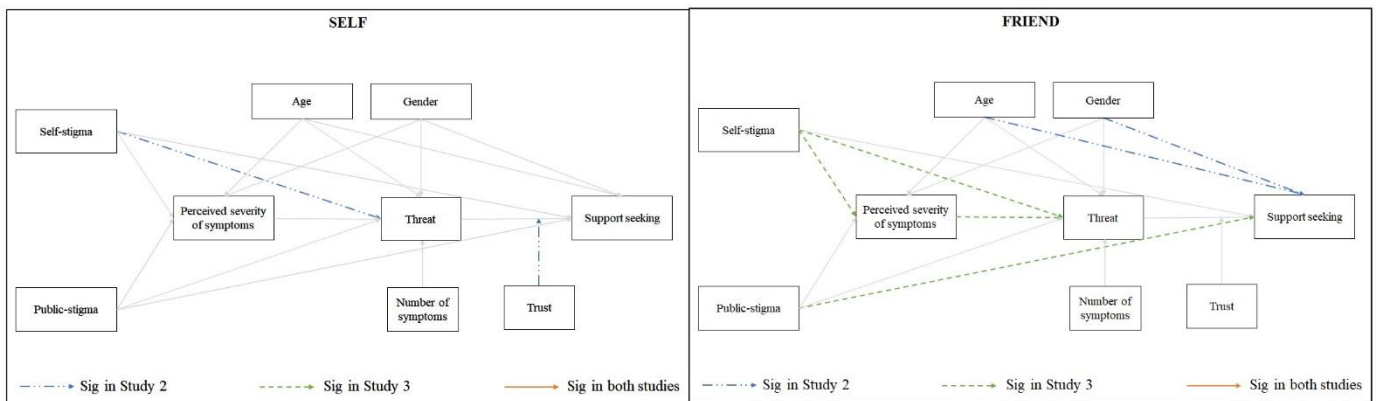 SELF
Age
Gender
Self-stigma
Perceived severity
of symptoms
Threat
Support seeking
Public-stigma
Number of
symptoms
Trust
Sig in Study 2
Sig in Study 3
Sig in both studies
FRIEND
Age
Gender
Self-stigma
Perceived severity
of symptoms
Threat
Support seeking
Public-stigma
Number of
symptoms
Trust
Sig in Study 2
Sig in Study 3
Sig in both studies